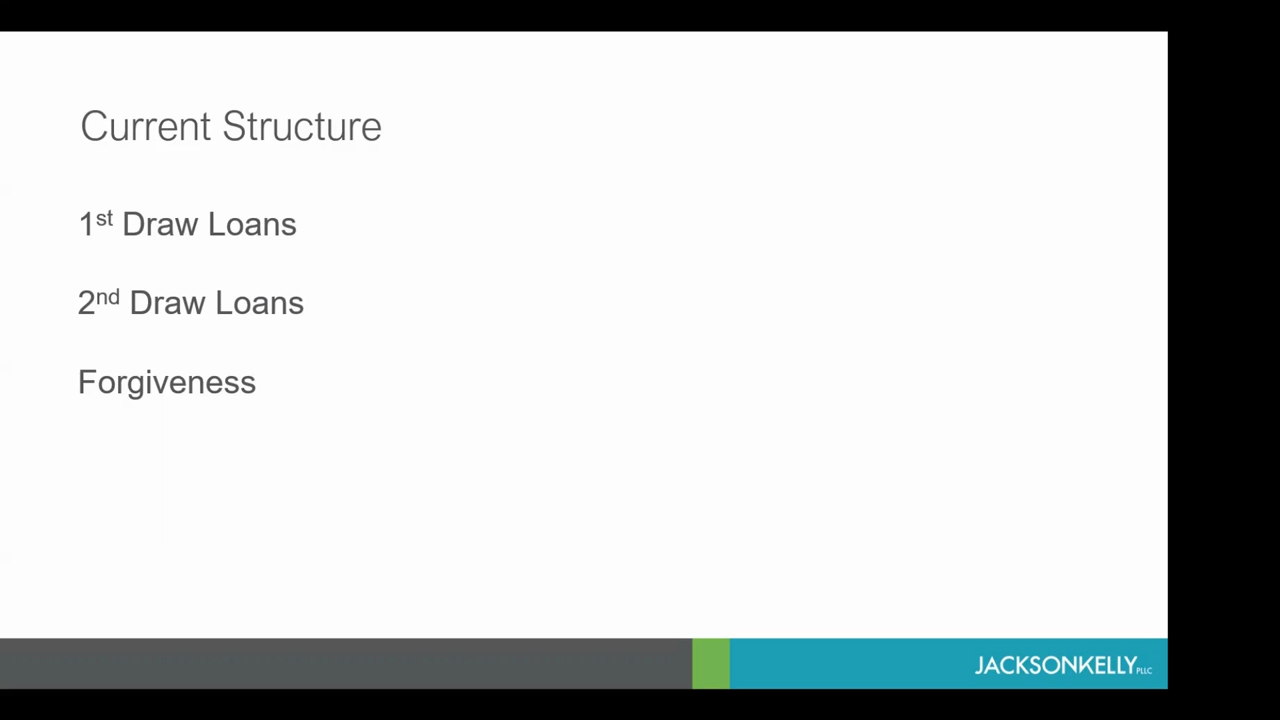 Current Structure
1st Draw Loans
2nd Draw Loans
Forgiveness
JACKSONKELLY PLLC